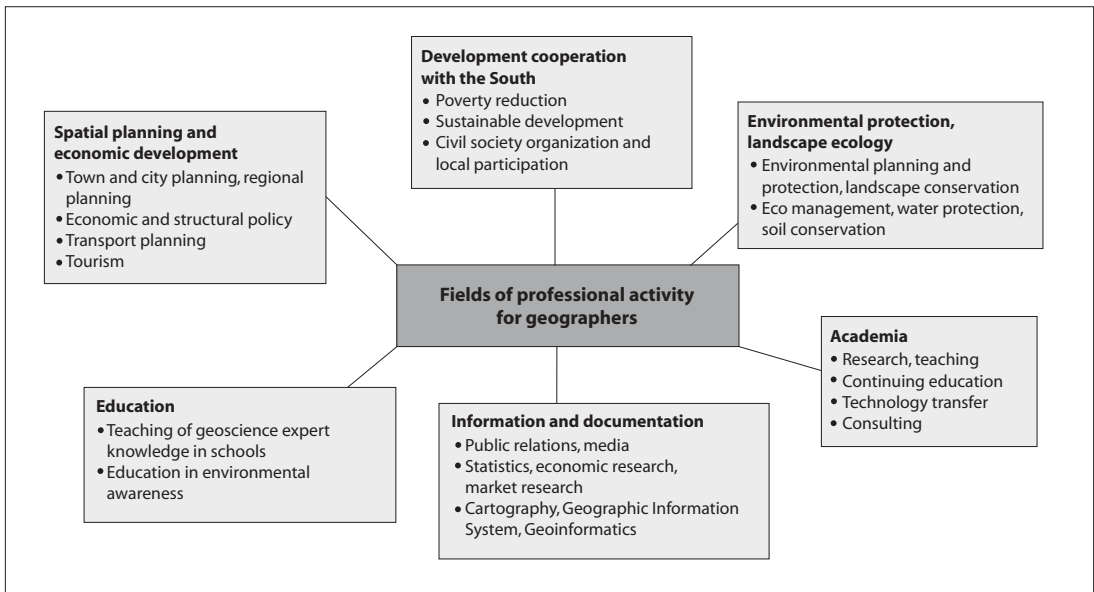 Development cooperation
with the South
• Poverty reduction
• Sustainable development
• Civil society organization and
local participation
Spatial planning and
economic development
• Town and city planning, regional
planning
• Economic and structural policy
• Transport planning
• Tourism
Environmental protection,
landscape ecology
• Environmental planning and
protection, landscape conservation
• Eco management, water protection,
soil conservation
Fields of professional activity
for geographers
Academia
• Research, teaching
• Continuing education
• Technology transfer
• Consulting
Education
• Teaching of geoscience expert
knowledge in schools
• Education in environmental
awareness
Information and documentation
• Public relations, media
• Statistics, economic research,
market research
• Cartography, Geographic Information
System, Geoinformatics